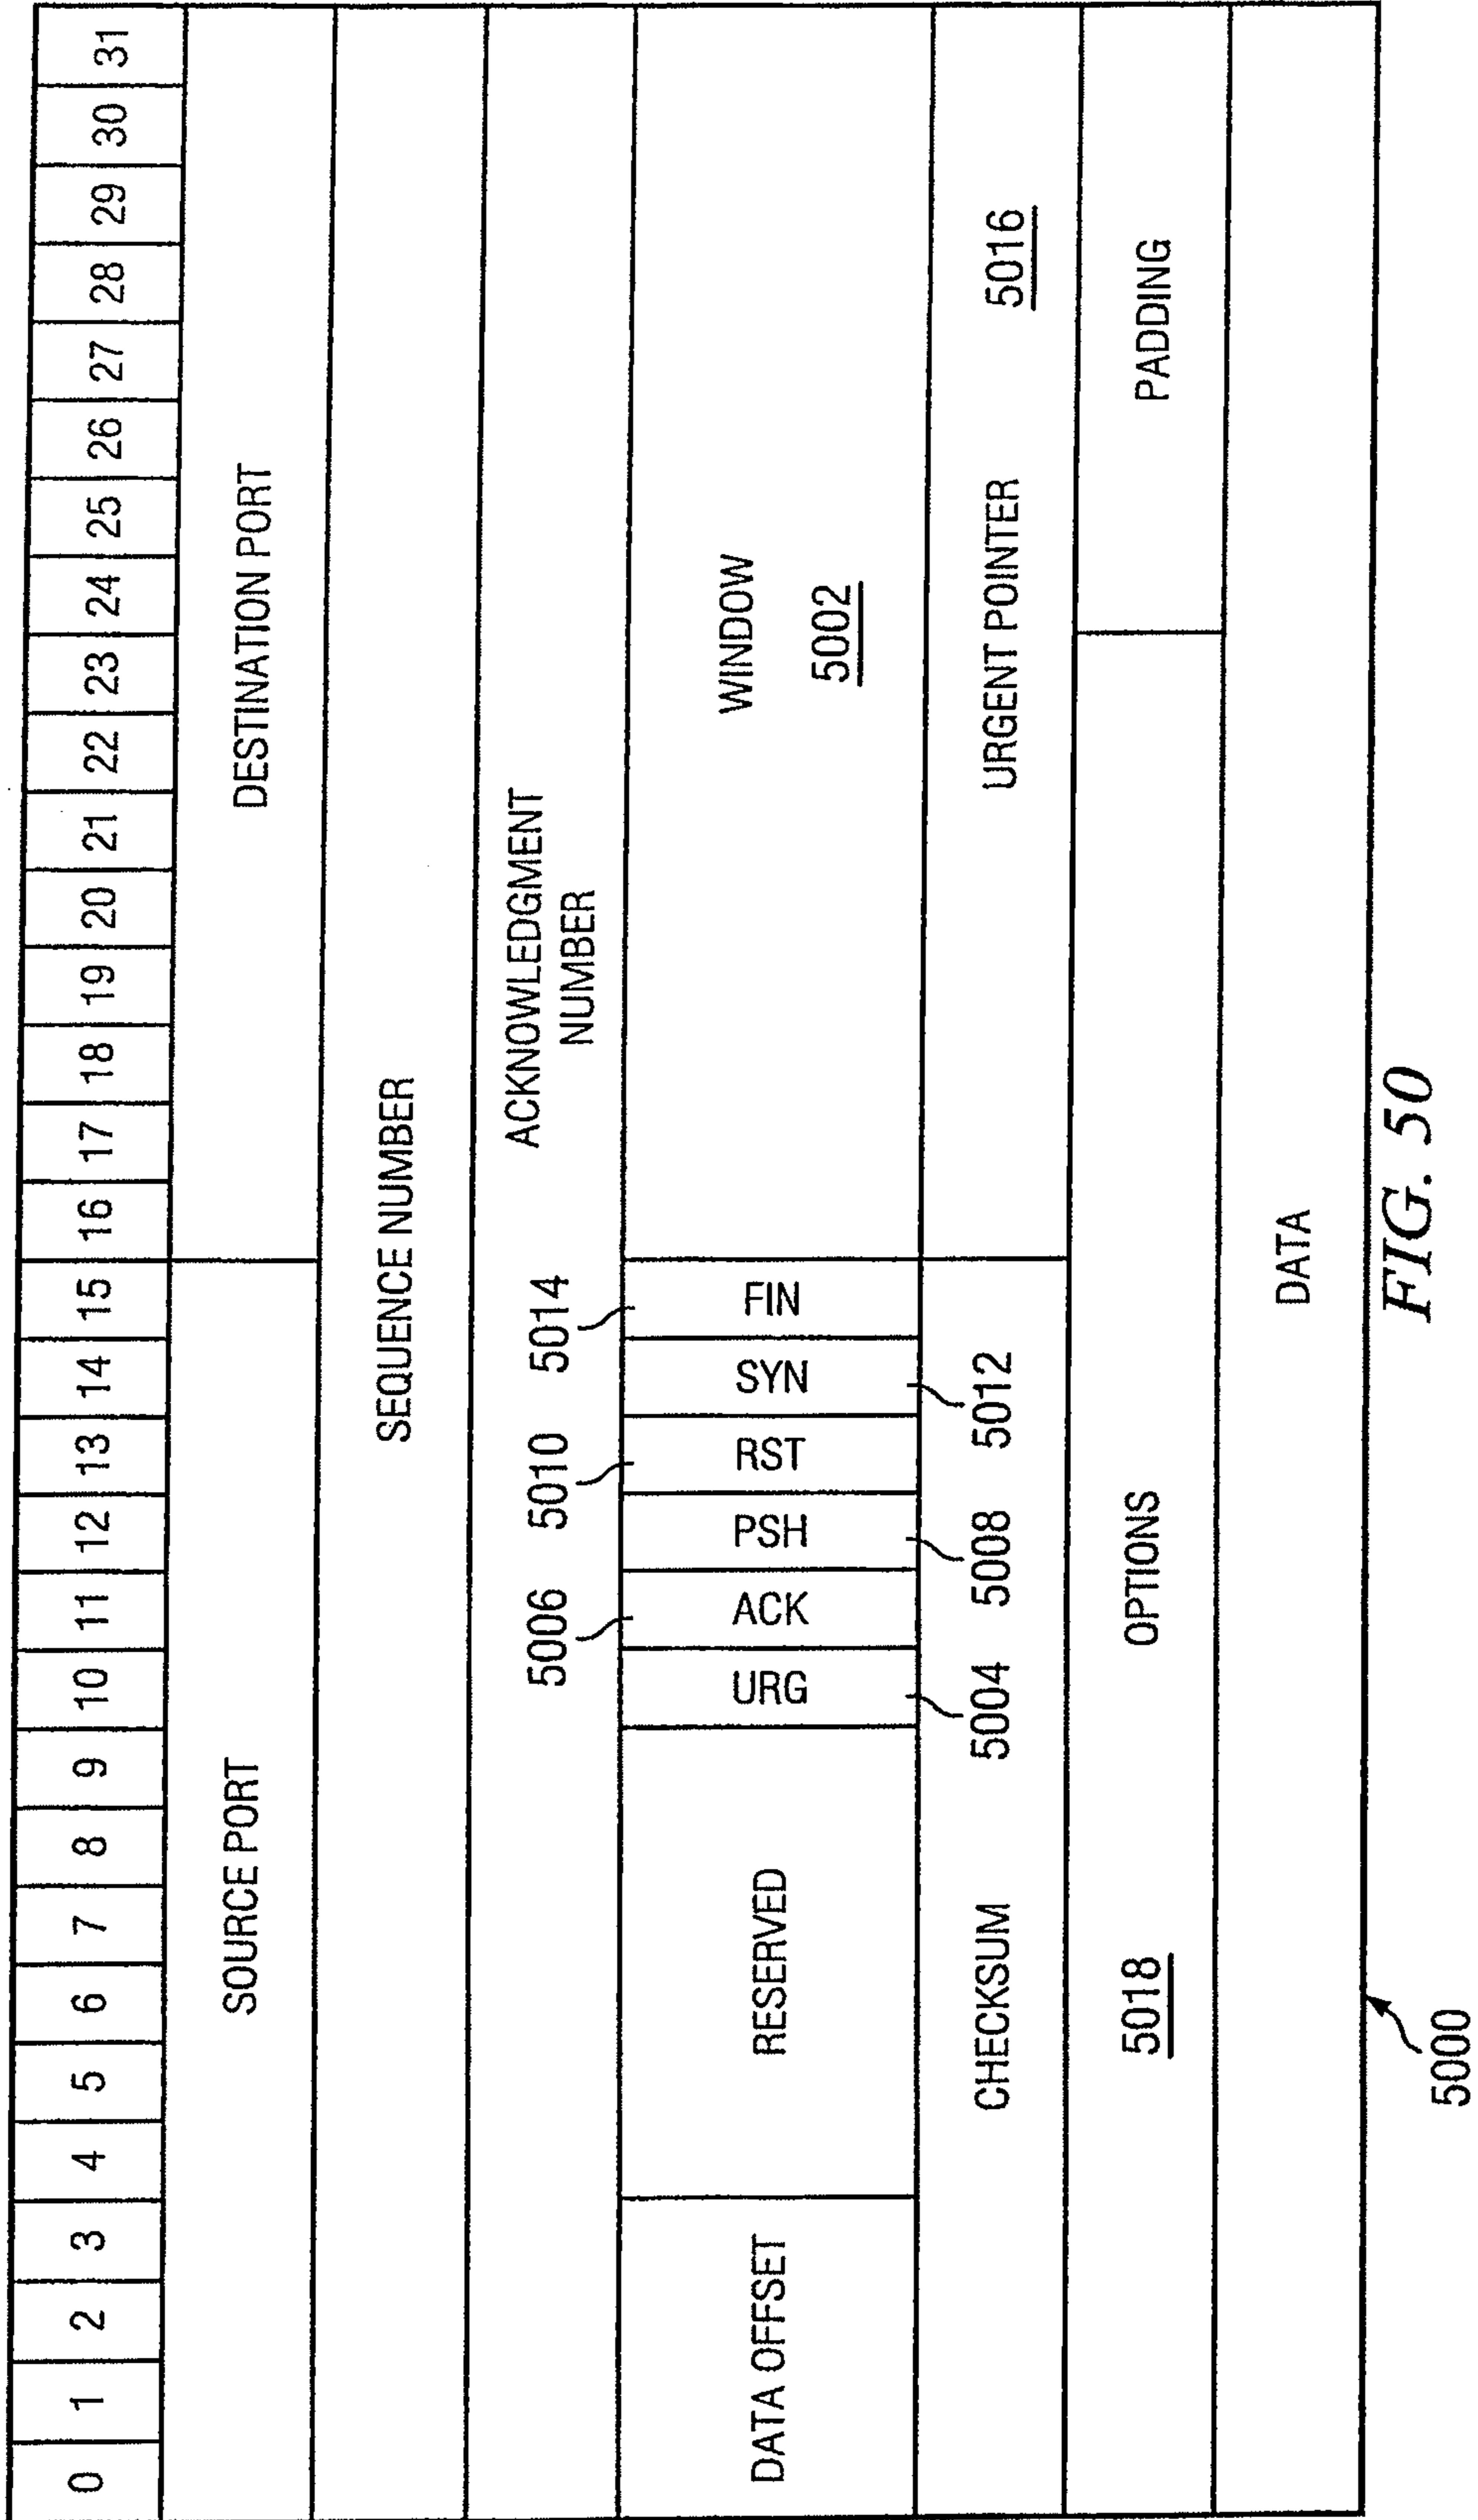 0 1 2 3 4 5 6 7 8 9 10 11 12 13 14 15 16 17 18 19 20 21 22 23 24 25 26 27 28 29 30 31
SOURCE PORT DESTINATION PORT
SEQUENCE NUMBER
ACKNOWLEDGMENT
NUMBER
5006 5010 5014
DATA OFFSET RESERVED URG ACK PSH RST SYN FIN WINDOW
5002
5004 5008 5012
CHECKSUM URGENT POINTER 5016
5018 OPTIONS PADDING
DATA
5000
FIG. 50